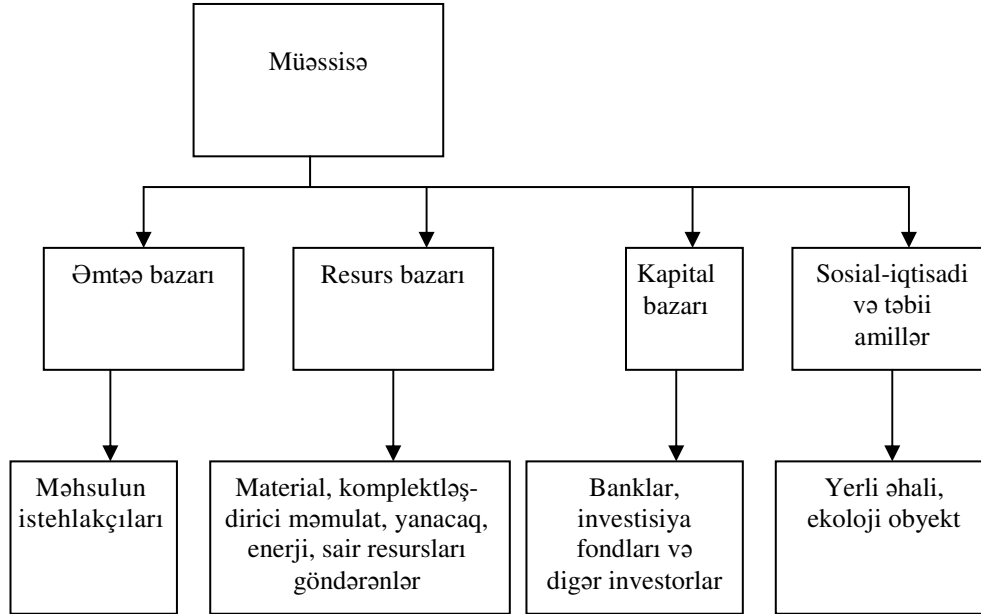 Müəssisə
Əmtəə bazarı
Resurs bazarı
Kapital
bazarı
Sosial-iqtisadi
və təbii
amillər
Məhsulun
istehlakçıları
Material, komplektləş-
dirici məmulat, yanacaq,
enerji, sair resursları
göndərənlər
Banklar,
investisiya
fondları və
digər investorlar
Yerli əhali,
ekoloji obyekt